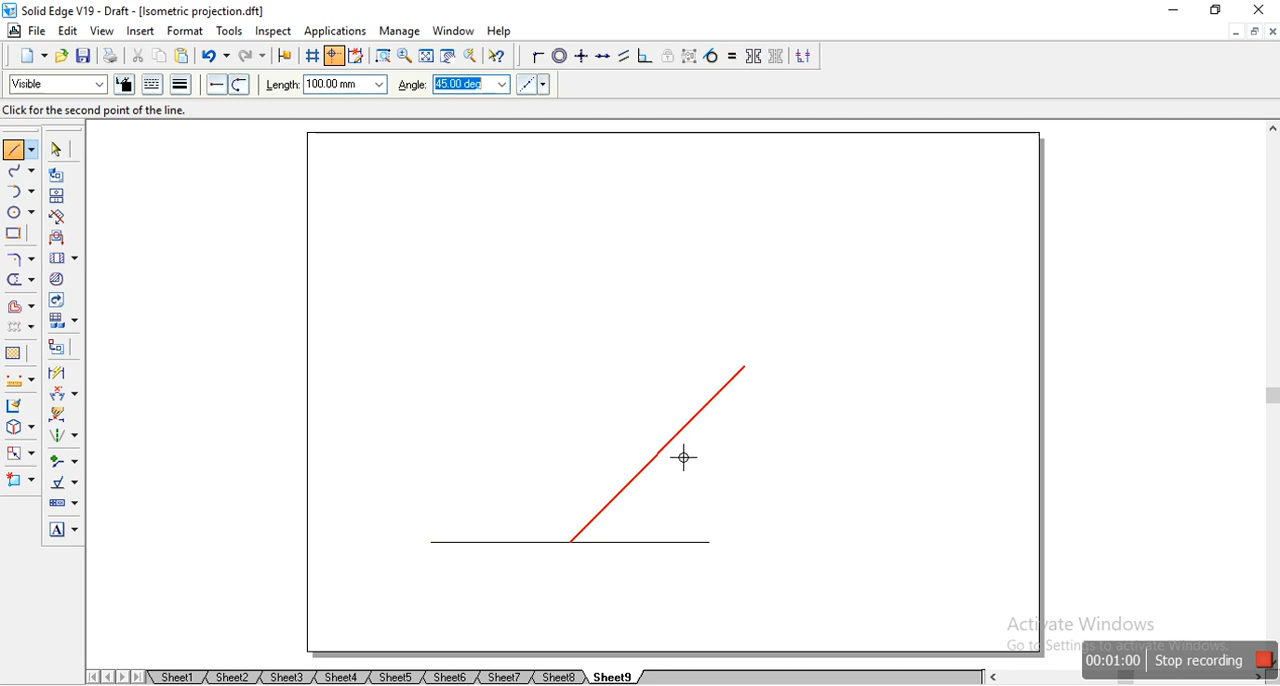 Solid Edge V19 - Draft - [Isometric projection.dft]
File Edit View Insert Format Tools Inspect Applications Manage Window Help
Visible Length: 100.00 mm Angle: 45.00 deg
Click for the second point of the line.
A
Activate Windows
Go to Settings to activate Windows.
00:01:00 Stop recording
Sheet1 Sheet2 Sheet3 Sheet4 Sheet5 Sheet6 Sheet7 Sheet8 Sheet9